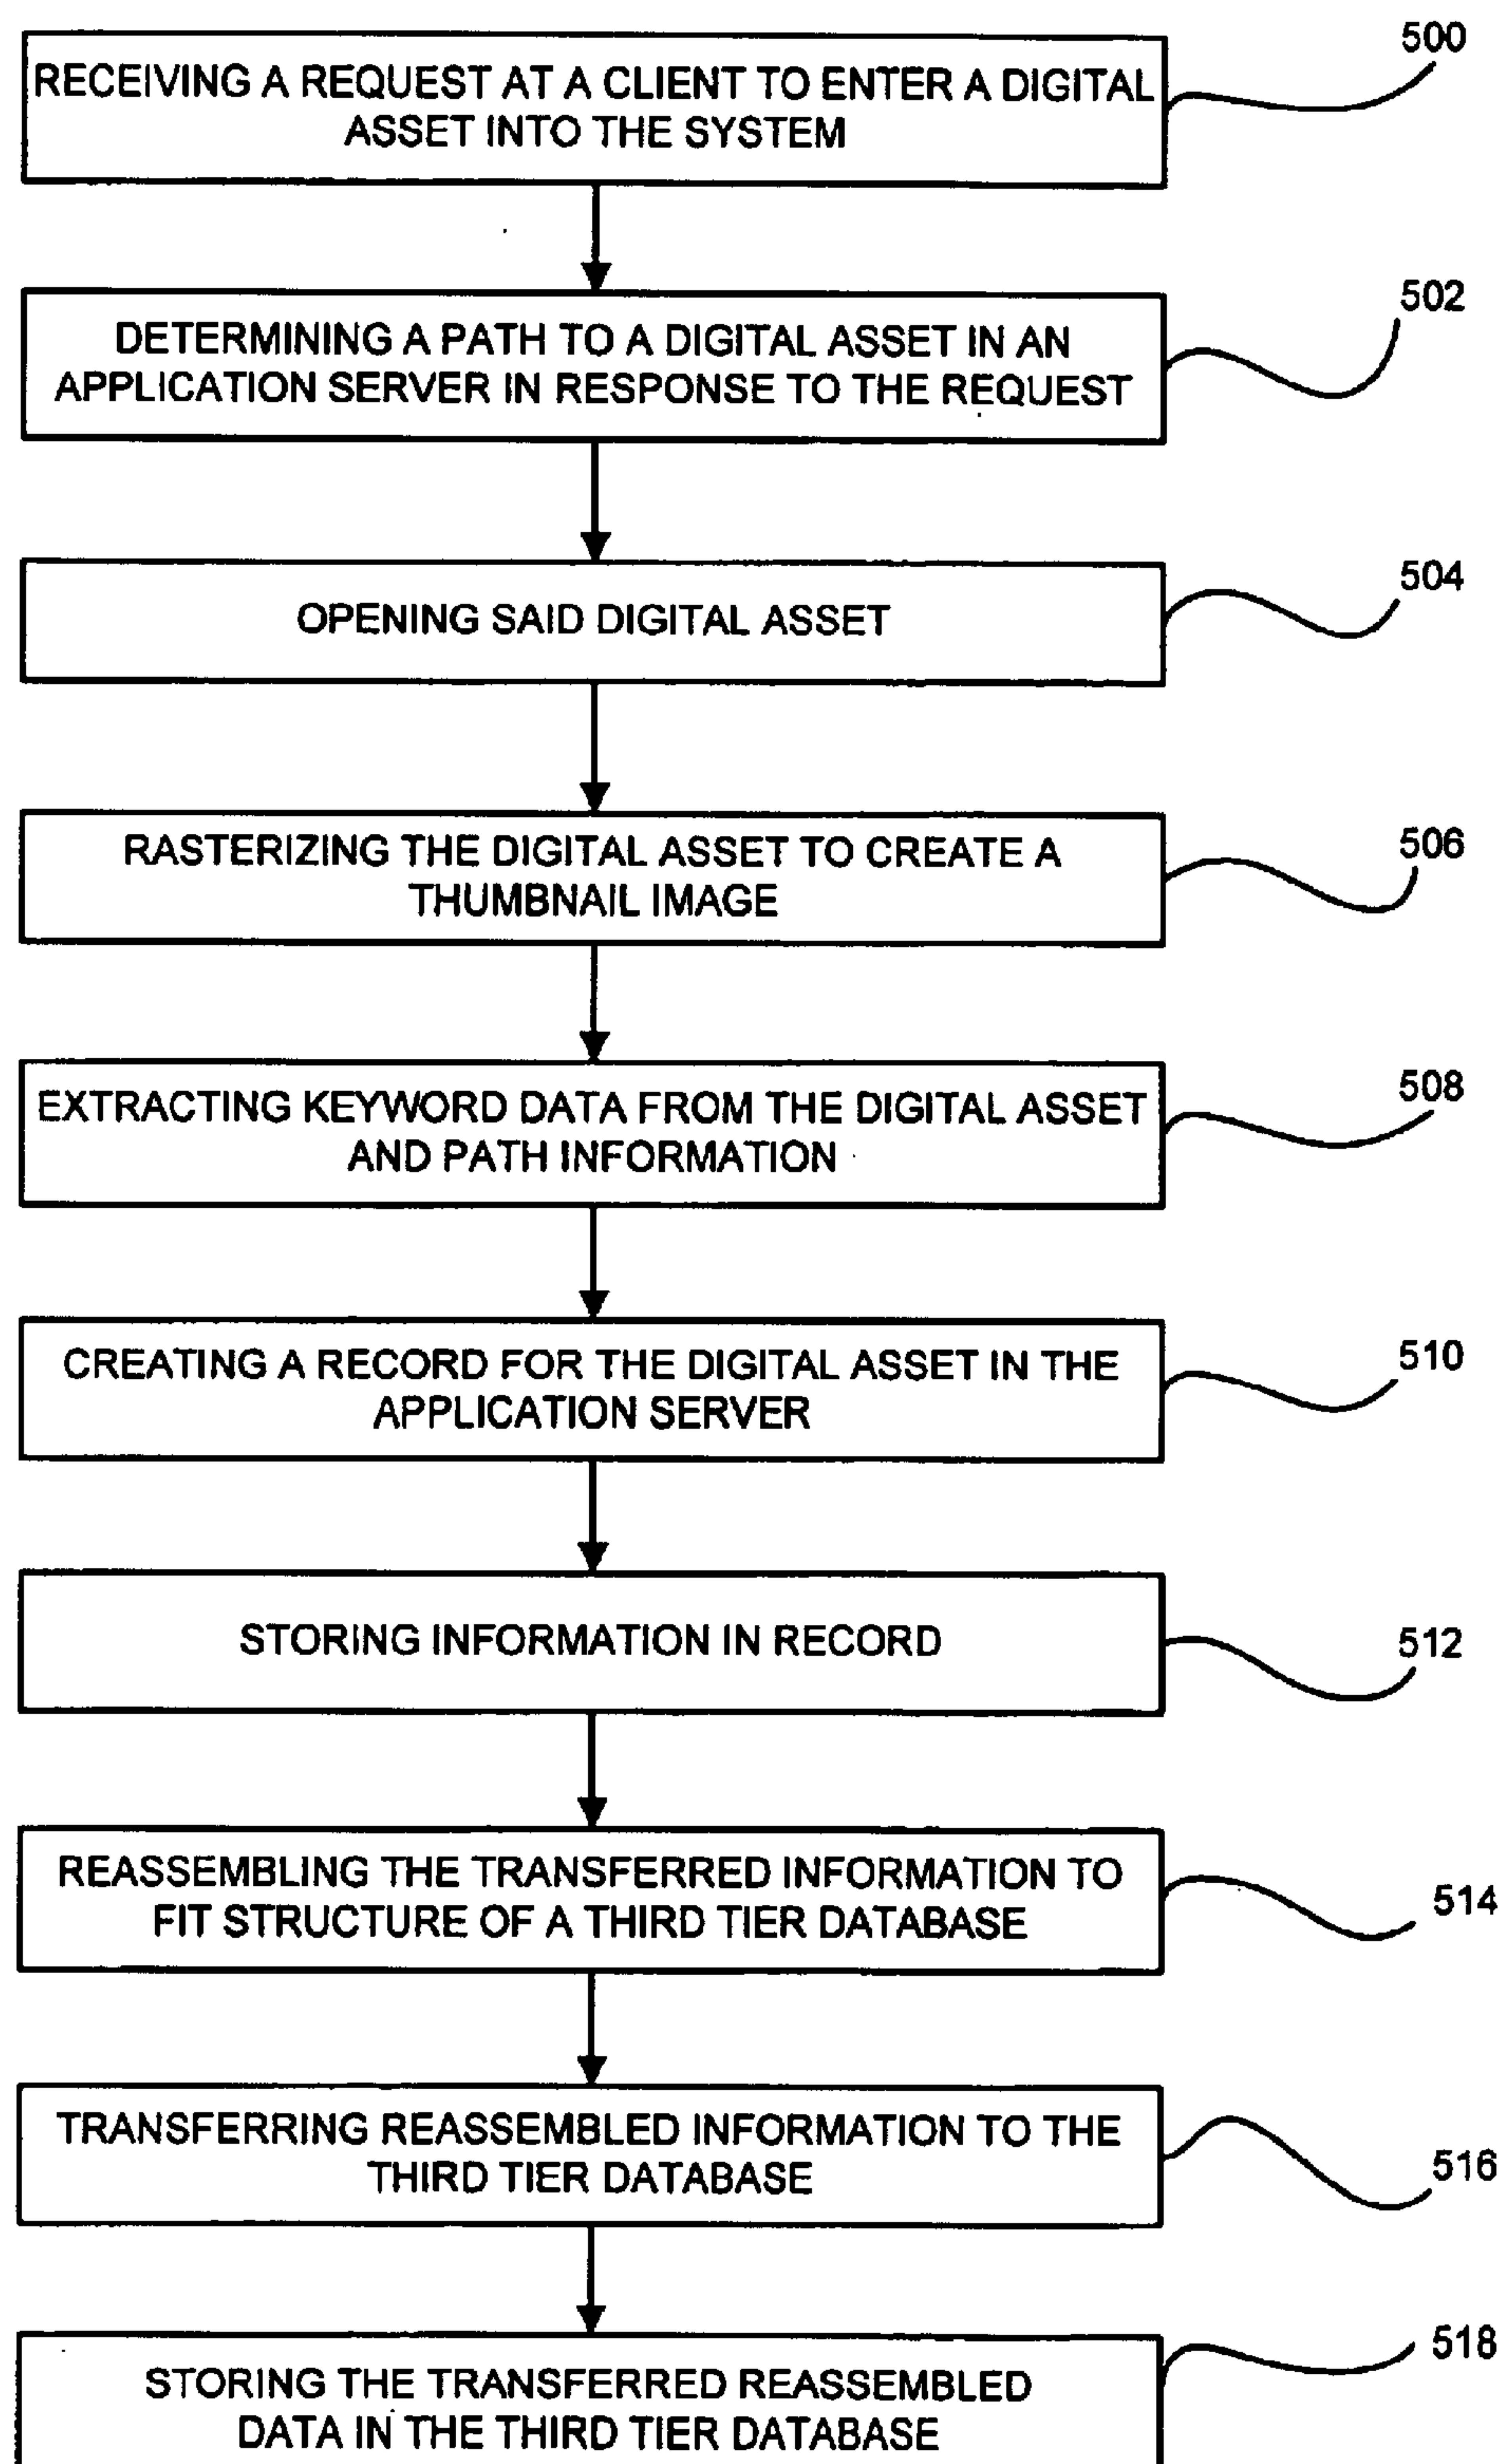 500
RECEIVING A REQUEST AT A CLIENT TO ENTER A DIGITAL
ASSET INTO THE SYSTEM
502
DETERMINING A PATH TO A DIGITAL ASSET IN AN
APPLICATION SERVER IN RESPONSE TO THE REQUEST
504
OPENING SAID DIGITAL ASSET
506
RASTERIZING THE DIGITAL ASSET TO CREATE A
THUMBNAIL IMAGE
508
EXTRACTING KEYWORD DATA FROM THE DIGITAL ASSET
AND PATH INFORMATION
510
CREATING A RECORD FOR THE DIGITAL ASSET IN THE
APPLICATION SERVER
512
STORING INFORMATION IN RECORD
514
REASSEMBLING THE TRANSFERRED INFORMATION TO
FIT STRUCTURE OF A THIRD TIER DATABASE
516
TRANSFERRING REASSEMBLED INFORMATION TO THE
THIRD TIER DATABASE
518
STORING THE TRANSFERRED REASSEMBLED
DATA IN THE THIRD TIER DATABASE